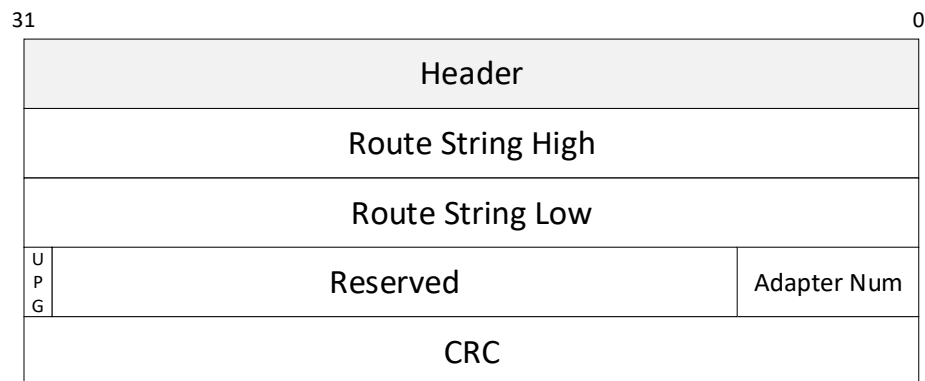 31 0
Header
Route String High
Route String Low
U
P
G
Reserved
Adapter Num
CRC